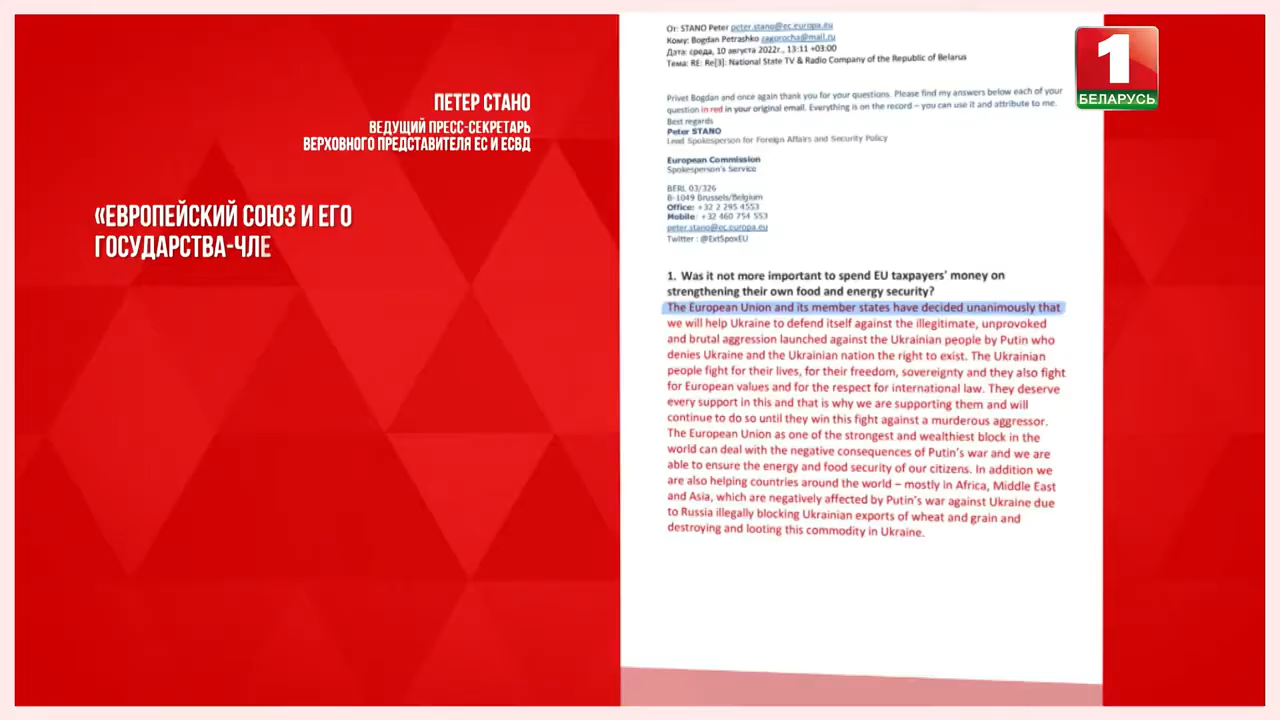 ПЕТЕР СТАНО
ВЕДУЩИЙ ПРЕСС-СЕКРЕТАРЬ
ВЕРХОВНОГО ПРЕДСТАВИТЕЛЯ ЕС И ЕСВД
«ЕВРОПЕЙСКИЙ СОЮЗ И ЕГО
ГОСУДАРСТВА-ЧЛЕ
От: STANO Peter peter.stano@ec.europa.eu
Кому: Bogdan Petrashko zagorocha@mail.ru
Дата: среда, 10 августа 2022г., 13:11 +03:00
Тема: RE: Re[3]: National State TV & Radio Company of the Republic of Belarus
Privet Bogdan and once again thank you for your questions. Please find my answers below each of your
question in red in your original email. Everything is on the record – you can use it and attribute to me.
Best regards
Peter STANO
Lead Spokesperson for Foreign Affairs and Security Policy
European Commission
Spokesperson's Service
BERL 03/326
B-1049 Brussels/Belgium
Office: +32 2 295 4553
Mobile: +32 460 754 553
peter.stano@ec.europa.eu
Twitter : @ExtSpoxEU
1. Was it not more important to spend EU taxpayers' money on
strengthening their own food and energy security?
The European Union and its member states have decided unanimously that
we will help Ukraine to defend itself against the illegitimate, unprovoked
and brutal aggression launched against the Ukrainian people by Putin who
denies Ukraine and the Ukrainian nation the right to exist. The Ukrainian
people fight for their lives, for their freedom, sovereignty and they also fight
for European values and for the respect for international law. They deserve
every support in this and that is why we are supporting them and will
continue to do so until they win this fight against a murderous aggressor.
The European Union as one of the strongest and wealthiest block in the
world can deal with the negative consequences of Putin's war and we are
able to ensure the energy and food security of our citizens. In addition we
are also helping countries around the world – mostly in Africa, Middle East
and Asia, which are negatively affected by Putin's war against Ukraine due
to Russia illegally blocking Ukrainian exports of wheat and grain and
destroying and looting this commodity in Ukraine.
1
БЕЛАРУСЬ